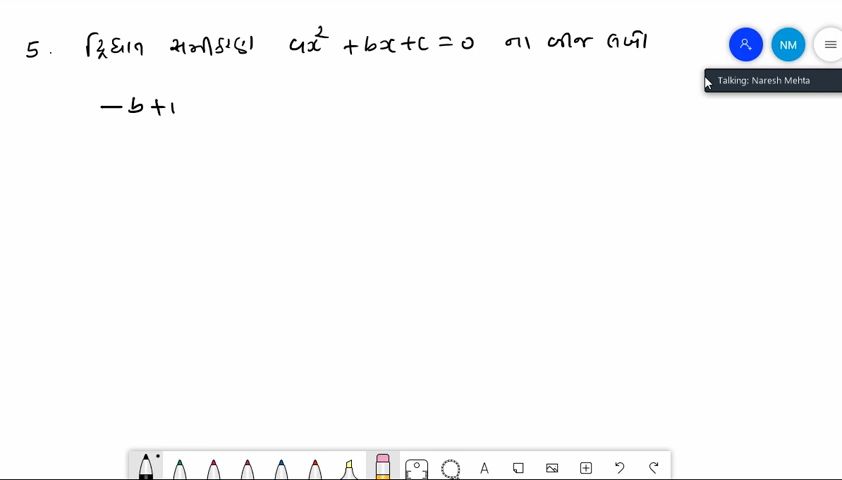 5. દ્વિઘાત સમીકરણ ax² + bx + c = 0 ના બીજ લખો
NM
Talking: Naresh Mehta
— b +
A